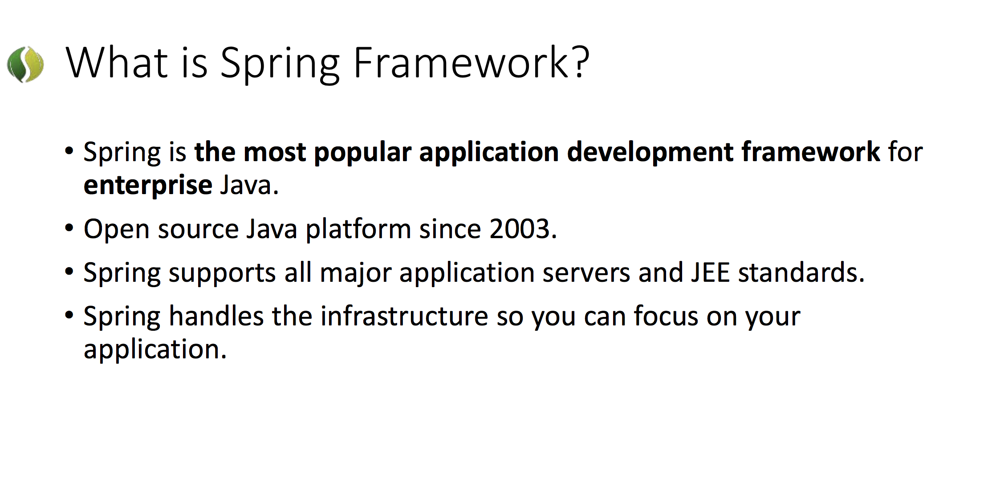 What is Spring Framework?
• Spring is the most popular application development framework for
enterprise Java.
• Open source Java platform since 2003.
• Spring supports all major application servers and JEE standards.
• Spring handles the infrastructure so you can focus on your
application.